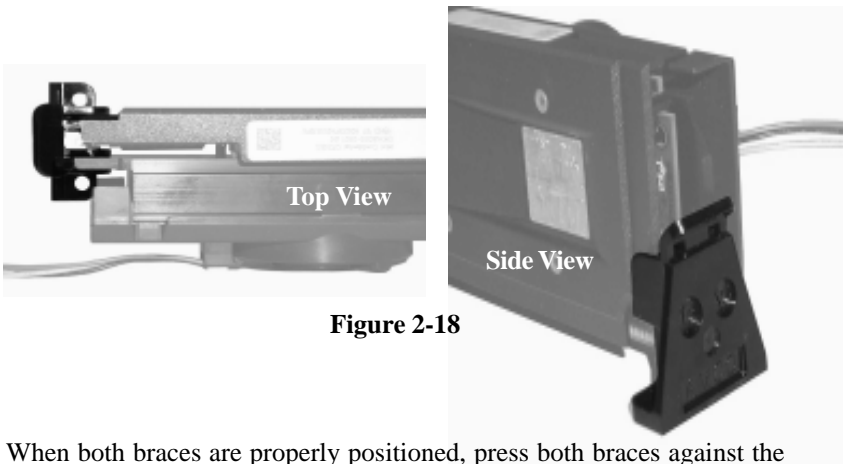 Top View
Side View
Figure 2-18
When both braces are properly positioned, press both braces against the